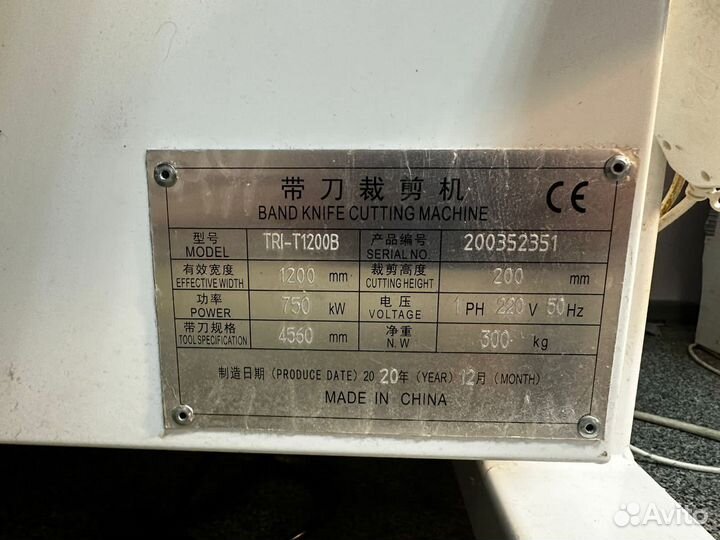 带刀裁剪机 CE
BAND KNIFE CUTTING MACHINE
型号 MODEL TRI-T1200B 产品编号 SERIAL NO. 200352351
有效宽度 EFFECTIVE WIDTH 1200 mm 裁剪高度 CUTTING HEIGHT 200 mm
功率 POWER 750 kW 电压 VOLTAGE 1 PH 220 V 50 Hz
带刀规格 TOOL SPECIFICATION 4560 mm 净重 N.W 300 kg
制造日期 (PRODUCE DATE) 20 20年 (YEAR) 12月 (MONTH)
MADE IN CHINA
Avito